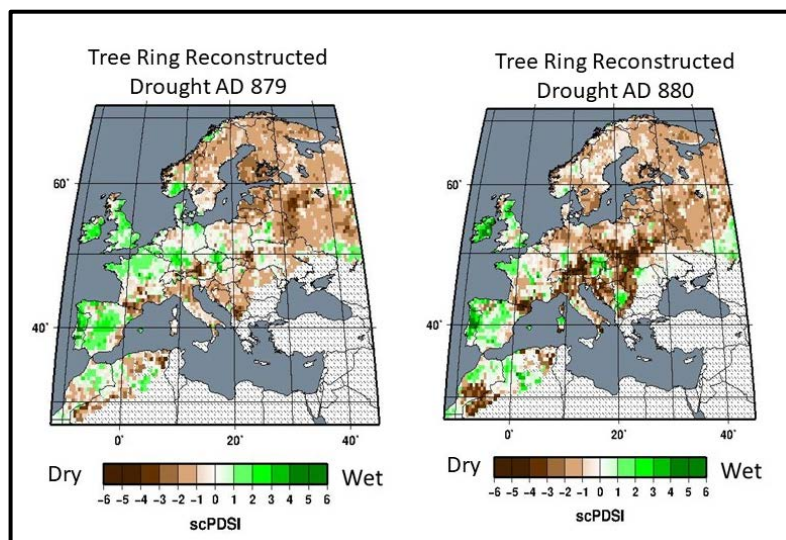 Tree Ring Reconstructed
Drought AD 879
60°
40°
0°
20°
40°
Dry
Wet
−6 −5 −4 −3 −2 −1 0 1 2 3 4 5 6
scPDSI
Tree Ring Reconstructed
Drought AD 880
60°
40°
0°
20°
40°
Dry
Wet
−6 −5 −4 −3 −2 −1 0 1 2 3 4 5 6
scPDSI